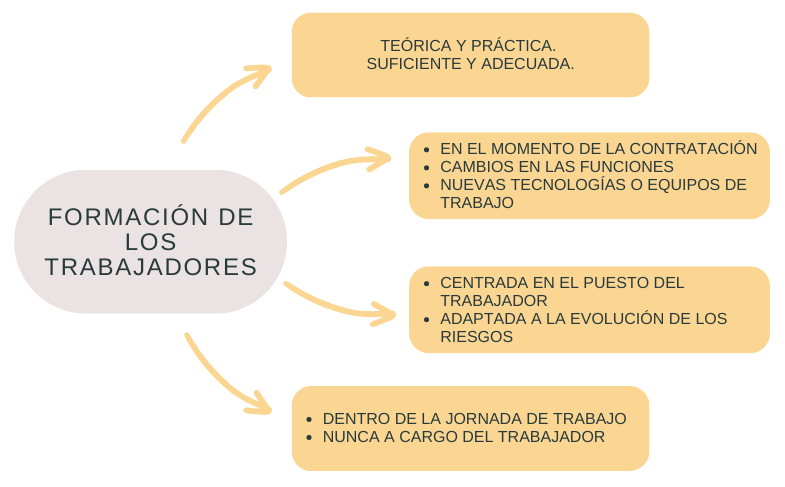 TEÓRICA Y PRÁCTICA.
SUFICIENTE Y ADECUADA.
• EN EL MOMENTO DE LA CONTRATACIÓN
• CAMBIOS EN LAS FUNCIONES
• NUEVAS TECNOLOGÍAS O EQUIPOS DE
TRABAJO
FORMACIÓN DE
LOS
TRABAJADORES
• CENTRADA EN EL PUESTO DEL
TRABAJADOR
• ADAPTADA A LA EVOLUCIÓN DE LOS
RIESGOS
• DENTRO DE LA JORNADA DE TRABAJO
• NUNCA A CARGO DEL TRABAJADOR